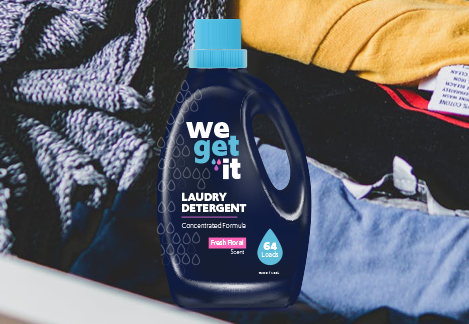 we
get
it
LAUDRY
DETERGENT
Concentrated Formula
Fresh Floral
Scent
64
Loads